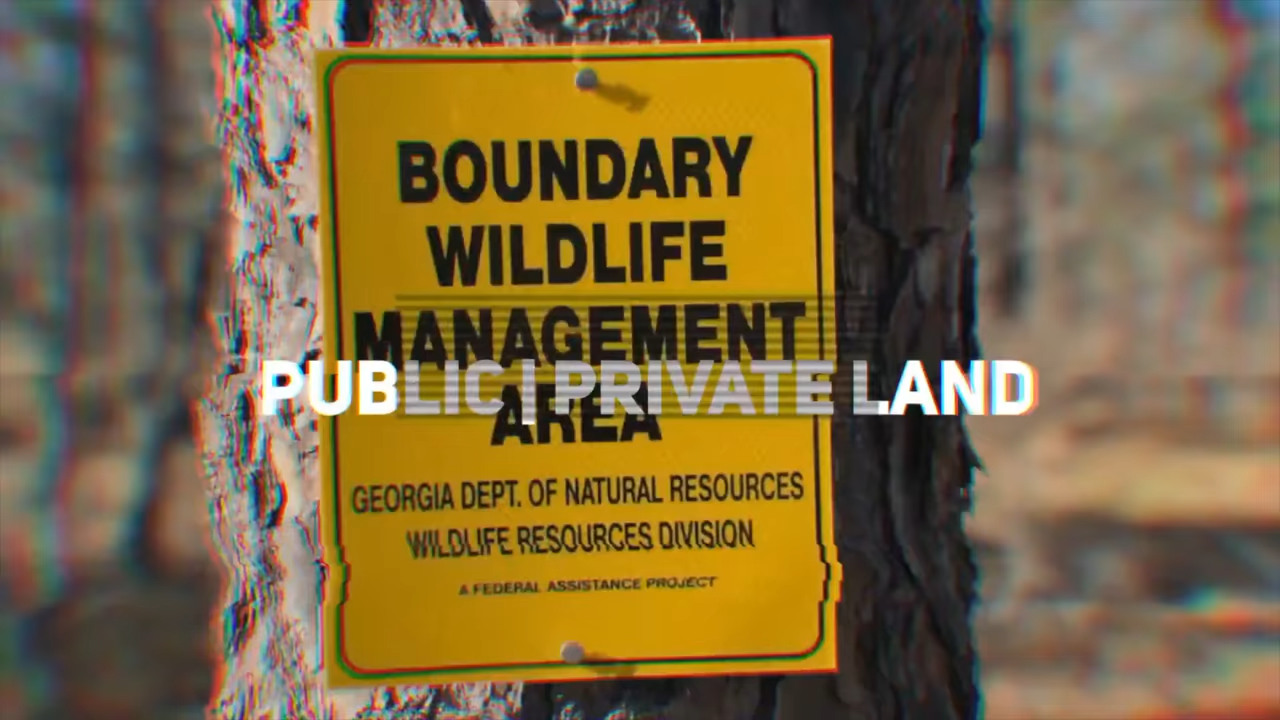 BOUNDARY
WILDLIFE
MANAGEMENT
AREA
PUBLIC | PRIVATE LAND
GEORGIA DEPT. OF NATURAL RESOURCES
WILDLIFE RESOURCES DIVISION
A FEDERAL ASSISTANCE PROJECT